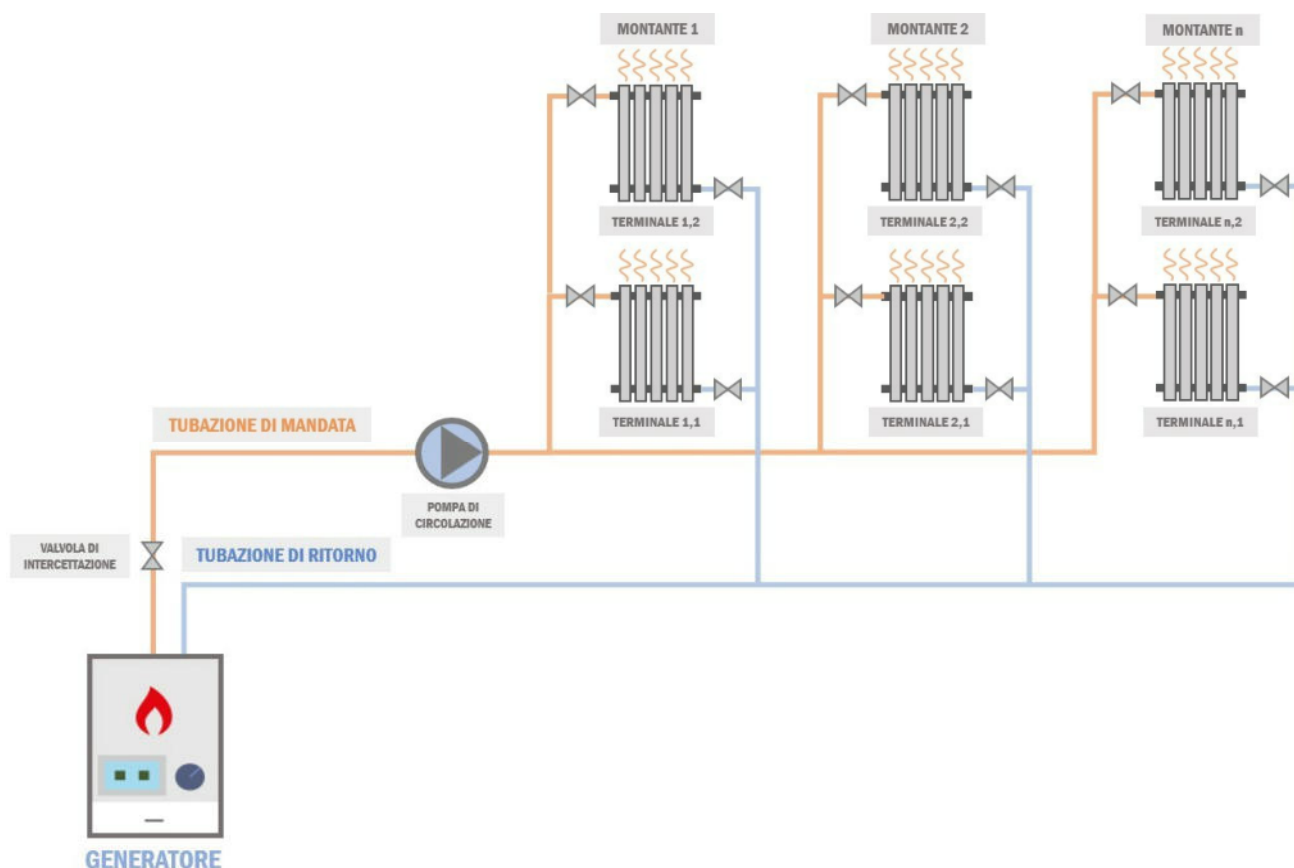 MONTANTE 1
MONTANTE 2
MONTANTE n
TERMINALE 1,2
TERMINALE 2,2
TERMINALE n,2
TERMINALE 1,1
TERMINALE 2,1
TERMINALE n,1
TUBAZIONE DI MANDATA
POMPA DI
CIRCOLAZIONE
VALVOLA DI
INTERCETTAZIONE
TUBAZIONE DI RITORNO
GENERATORE